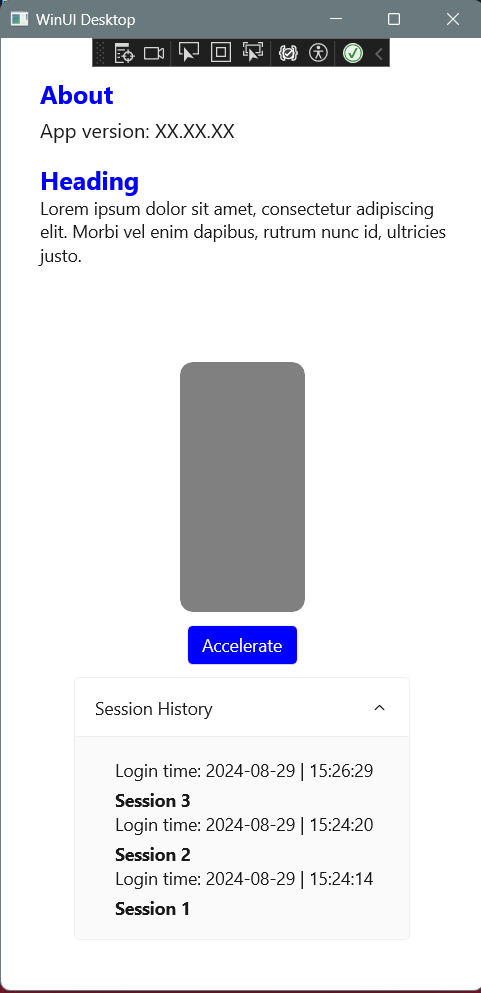 WinUI Desktop
About
App version: XX.XX.XX
Heading
Lorem ipsum dolor sit amet, consectetur adipiscing
elit. Morbi vel enim dapibus, rutrum nunc id, ultricies
justo.
Accelerate
Session History
Login time: 2024-08-29 | 15:26:29
Session 3
Login time: 2024-08-29 | 15:24:20
Session 2
Login time: 2024-08-29 | 15:24:14
Session 1